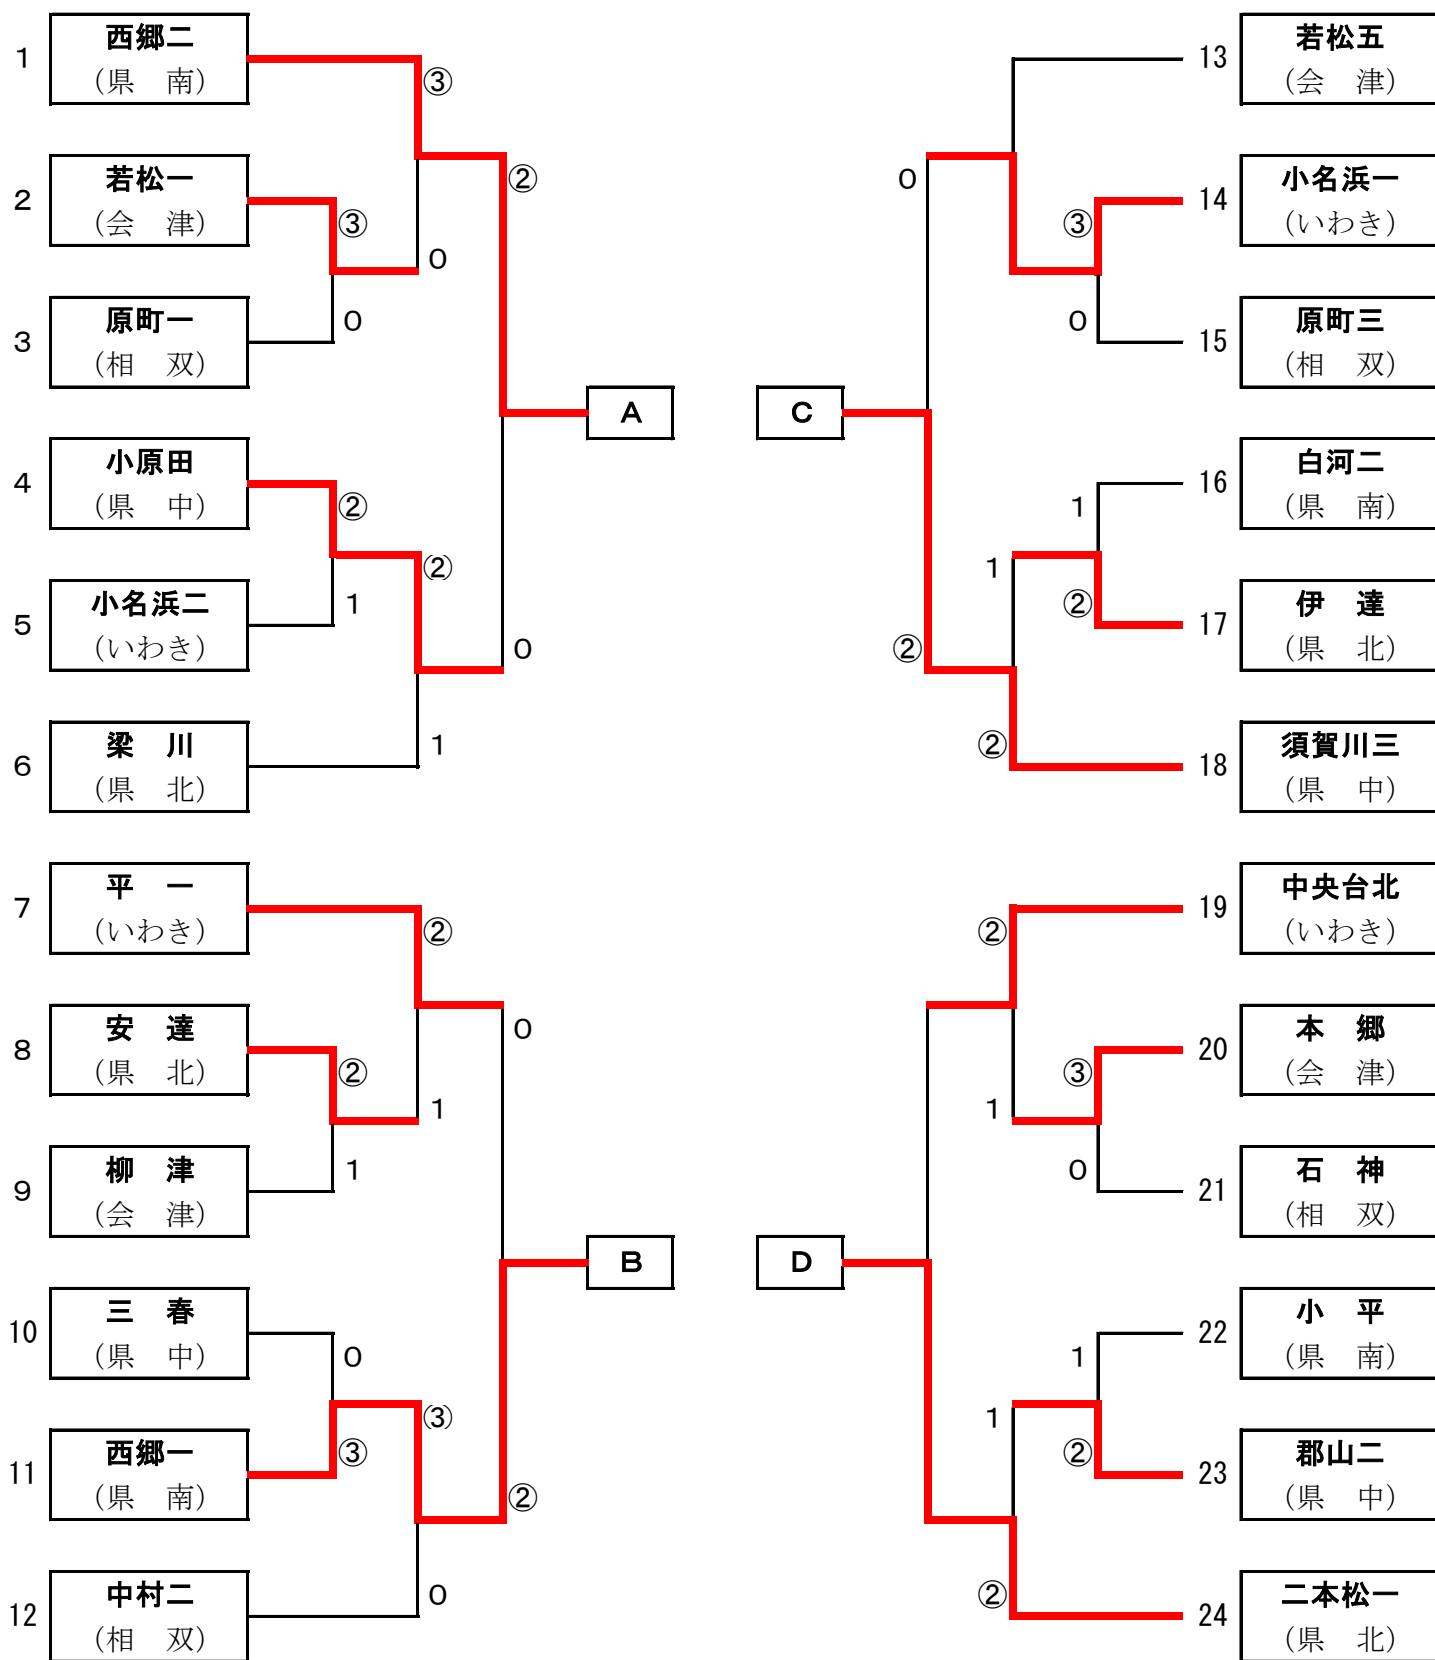 1
西郷二
(県　南)
③
2
若松一
(会　津)
③
0
3
原町一
(相　双)
0
②
A
4
小原田
(県　中)
②
②
5
小名浜二
(いわき)
1
0
6
梁　川
(県　北)
1
7
平　一
(いわき)
②
0
8
安　達
(県　北)
②
1
9
柳　津
(会　津)
1
B
10
三　春
(県　中)
0
③
11
西郷一
(県　南)
③
②
12
中村二
(相　双)
0
13
若松五
(会　津)
0
14
小名浜一
(いわき)
③
15
原町三
(相　双)
0
C
16
白河二
(県　南)
1
1
17
伊　達
(県　北)
②
②
18
須賀川三
(県　中)
②
19
中央台北
(いわき)
②
20
本　郷
(会　津)
③
1
21
石　神
(相　双)
0
D
22
小　平
(県　南)
1
1
23
郡山二
(県　中)
②
24
二本松一
(県　北)
②